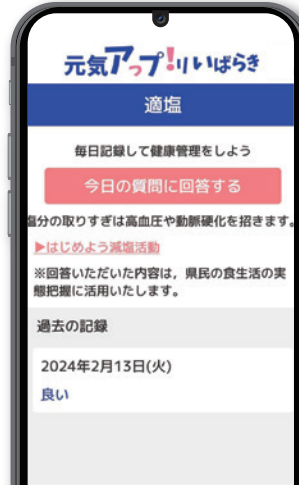 元気アっプ!リいばらき
適塩
毎日記録して健康管理をしよう
今日の質問に回答する
塩分の取りすぎは高血圧や動脈硬化を招きます。
▶はじめよう減塩活動
※回答いただいた内容は，県民の食生活の実
態把握に活用いたします。
過去の記録
2024年2月13日(火)
良い